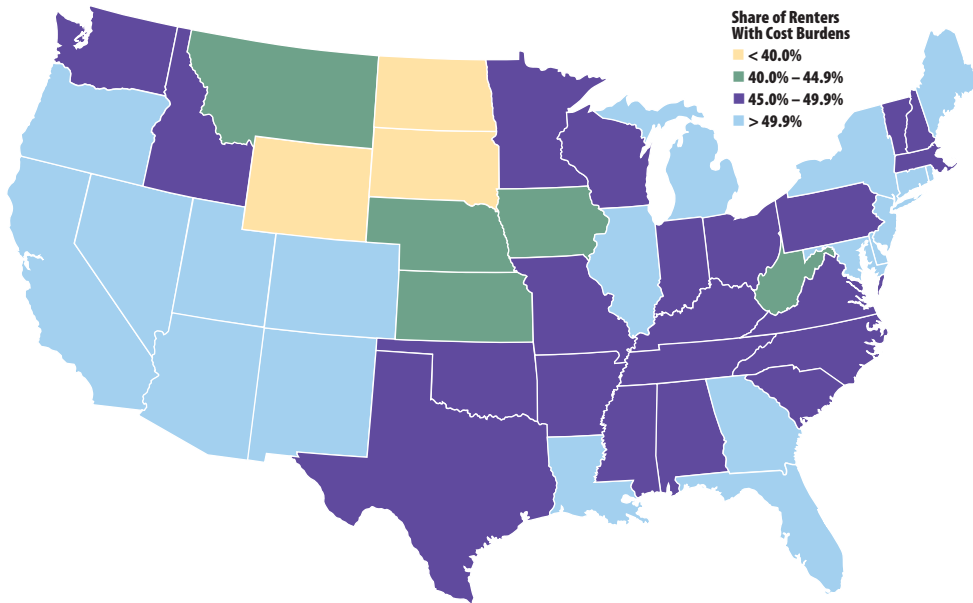 Share of Renters
With Cost Burdens
< 40.0%
40.0% – 44.9%
45.0% – 49.9%
> 49.9%